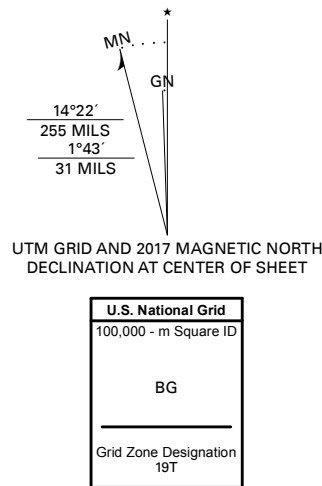 ★
MN
GN
14°22´
255 MILS
1°43´
31 MILS
UTM GRID AND 2017 MAGNETIC NORTH
DECLINATION AT CENTER OF SHEET
U.S. National Grid
100,000 - m Square ID
BG
Grid Zone Designation
19T